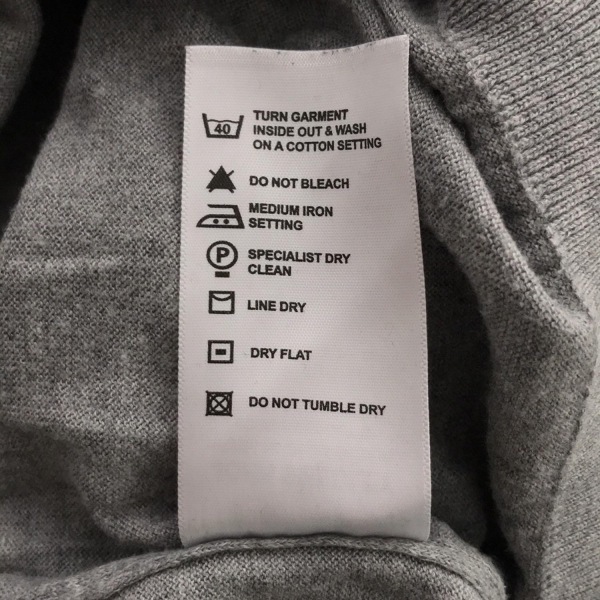 40
TURN GARMENT
INSIDE OUT & WASH
ON A COTTON SETTING
DO NOT BLEACH
MEDIUM IRON
SETTING
P
SPECIALIST DRY
CLEAN
LINE DRY
DRY FLAT
DO NOT TUMBLE DRY